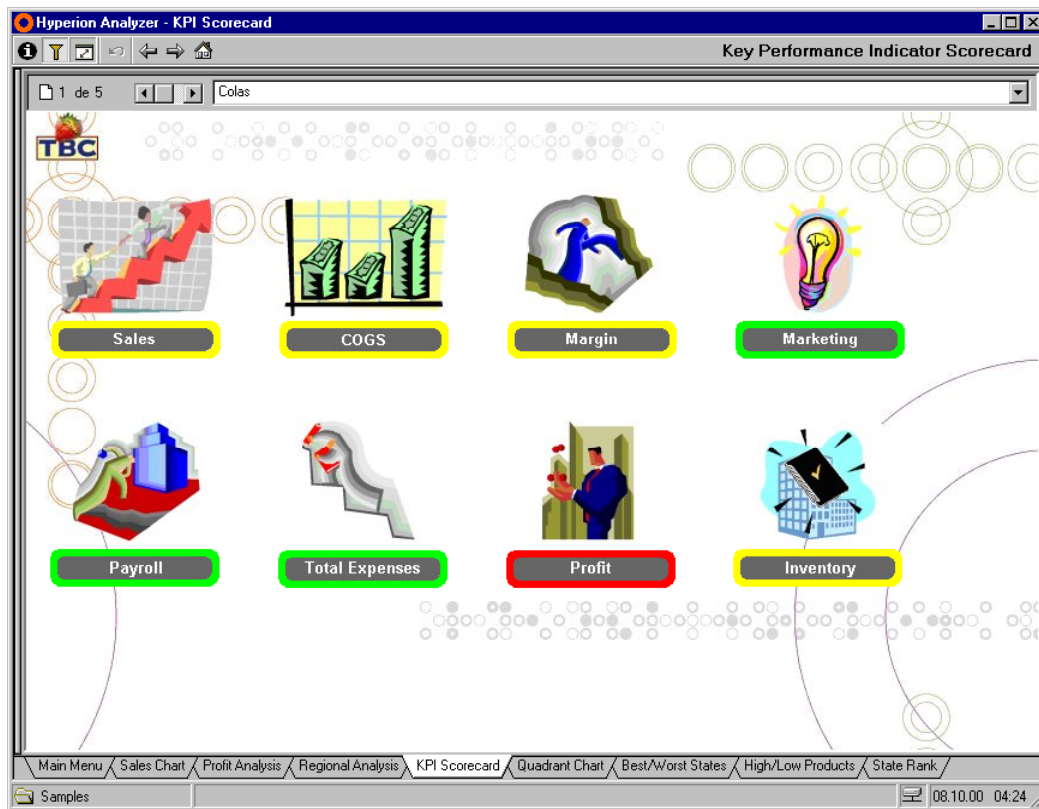 Hyperion Analyzer - KPI Scorecard
Key Performance Indicator Scorecard
1 de 5 Colas
TBC
Sales COGS Margin Marketing
Payroll Total Expenses Profit Inventory
Main Menu Sales Chart Profit Analysis Regional Analysis KPI Scorecard Quadrant Chart Best/Worst States High/Low Products State Rank
Samples 08.10.00 04:24